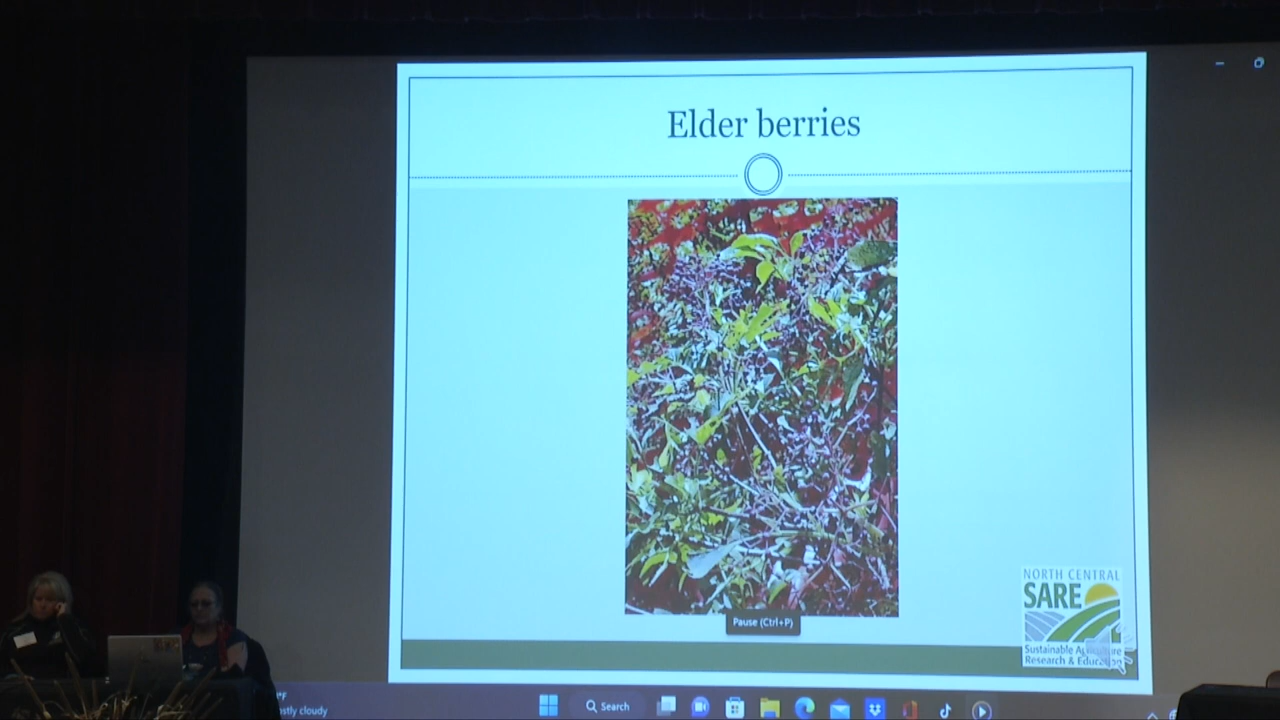 Elder berries
NORTH CENTRAL
SARE
Sustainable Agriculture
Research & Education
Pause (Ctrl+P)
Search